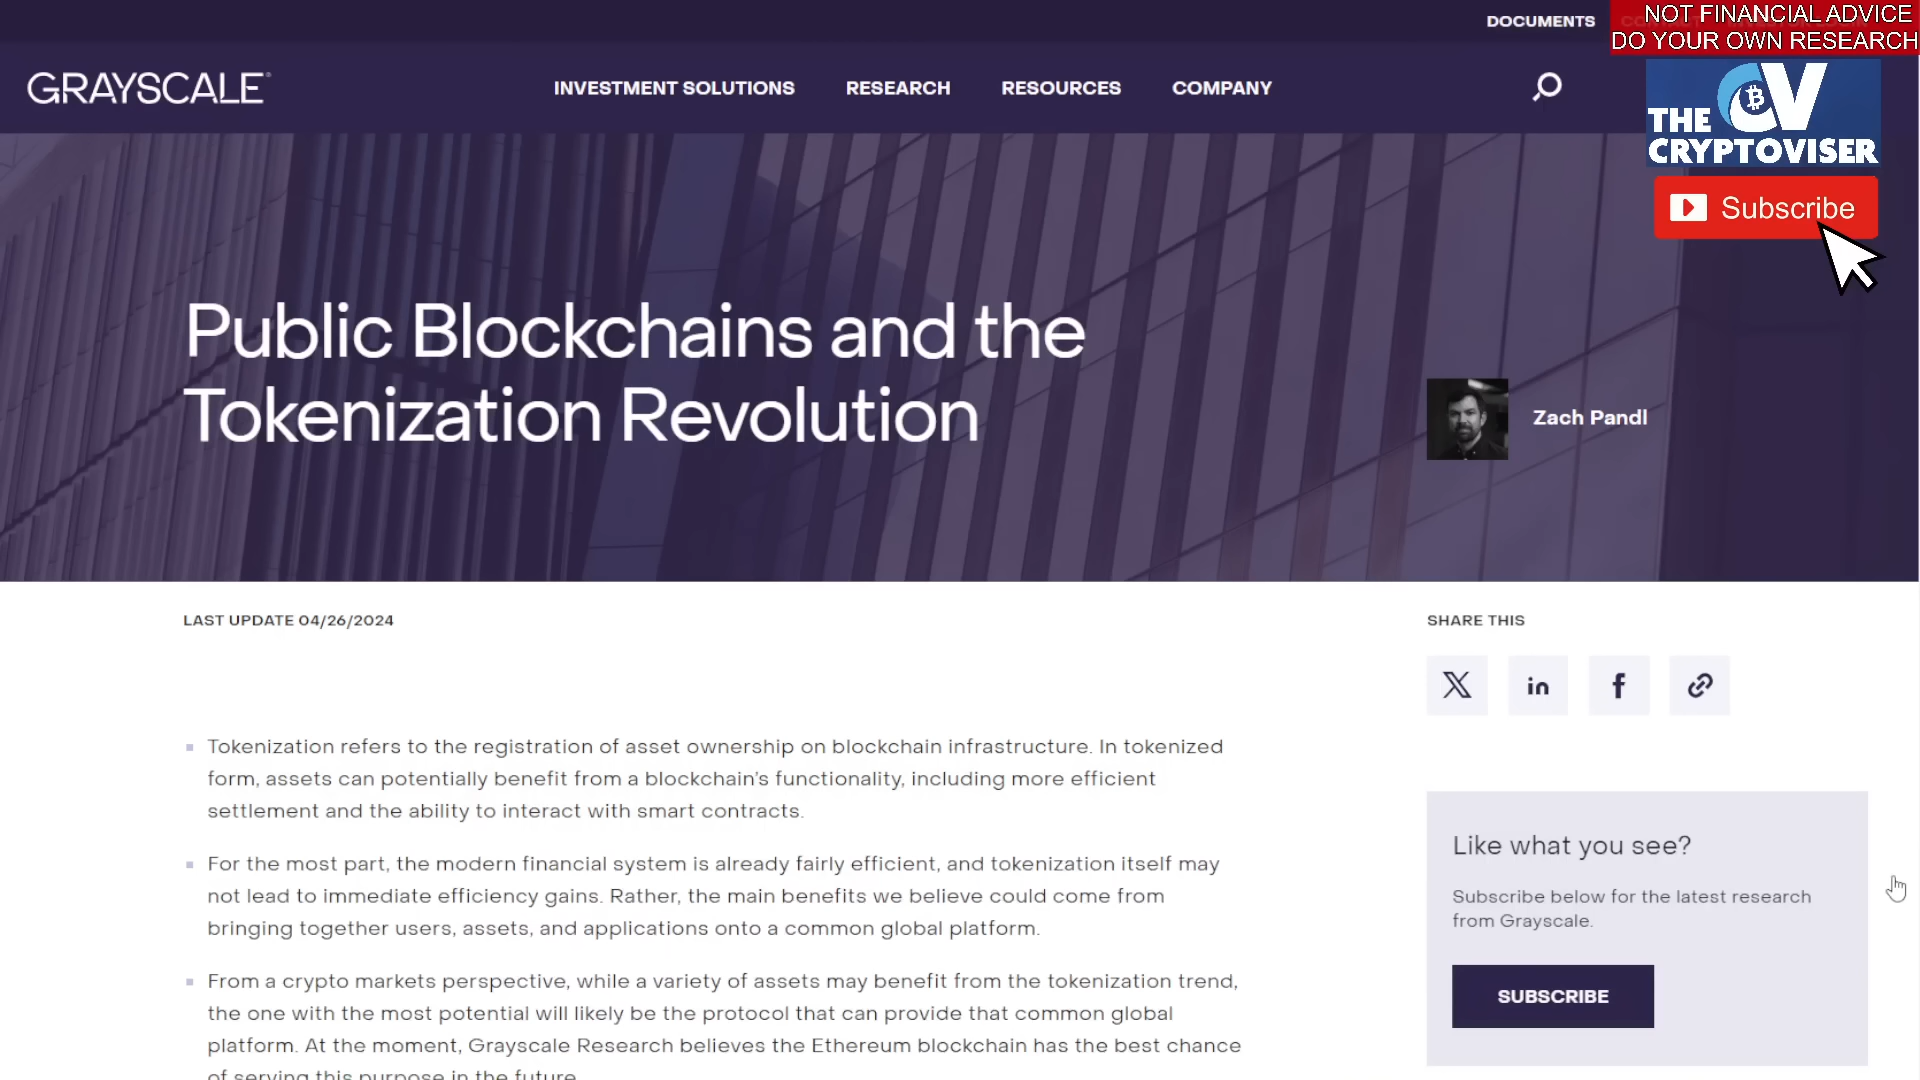 DOCUMENTS
NOT FINANCIAL ADVICE
DO YOUR OWN RESEARCH
GRAYSCALE
INVESTMENT SOLUTIONS
RESEARCH
RESOURCES
COMPANY
THE
CV
CRYPTOVISER
Subscribe
Public Blockchains and the
Tokenization Revolution
Zach Pandl
LAST UPDATE 04/26/2024
SHARE THIS
Tokenization refers to the registration of asset ownership on blockchain infrastructure. In tokenized
form, assets can potentially benefit from a blockchain's functionality, including more efficient
settlement and the ability to interact with smart contracts.
For the most part, the modern financial system is already fairly efficient, and tokenization itself may
not lead to immediate efficiency gains. Rather, the main benefits we believe could come from
bringing together users, assets, and applications onto a common global platform.
From a crypto markets perspective, while a variety of assets may benefit from the tokenization trend,
the one with the most potential will likely be the protocol that can provide that common global
platform. At the moment, Grayscale Research believes the Ethereum blockchain has the best chance
of serving this purpose in the future.
Like what you see?
Subscribe below for the latest research
from Grayscale.
SUBSCRIBE